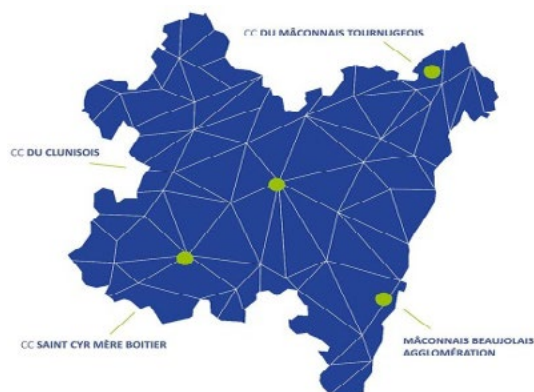 CC DU MÂCONNAIS TOURNUGEOIS
CC DU CLUNISOIS
CC SAINT CYR MÈRE BOITIER
MÂCONNAIS BEAUJOLAIS
AGGLOMÉRATION